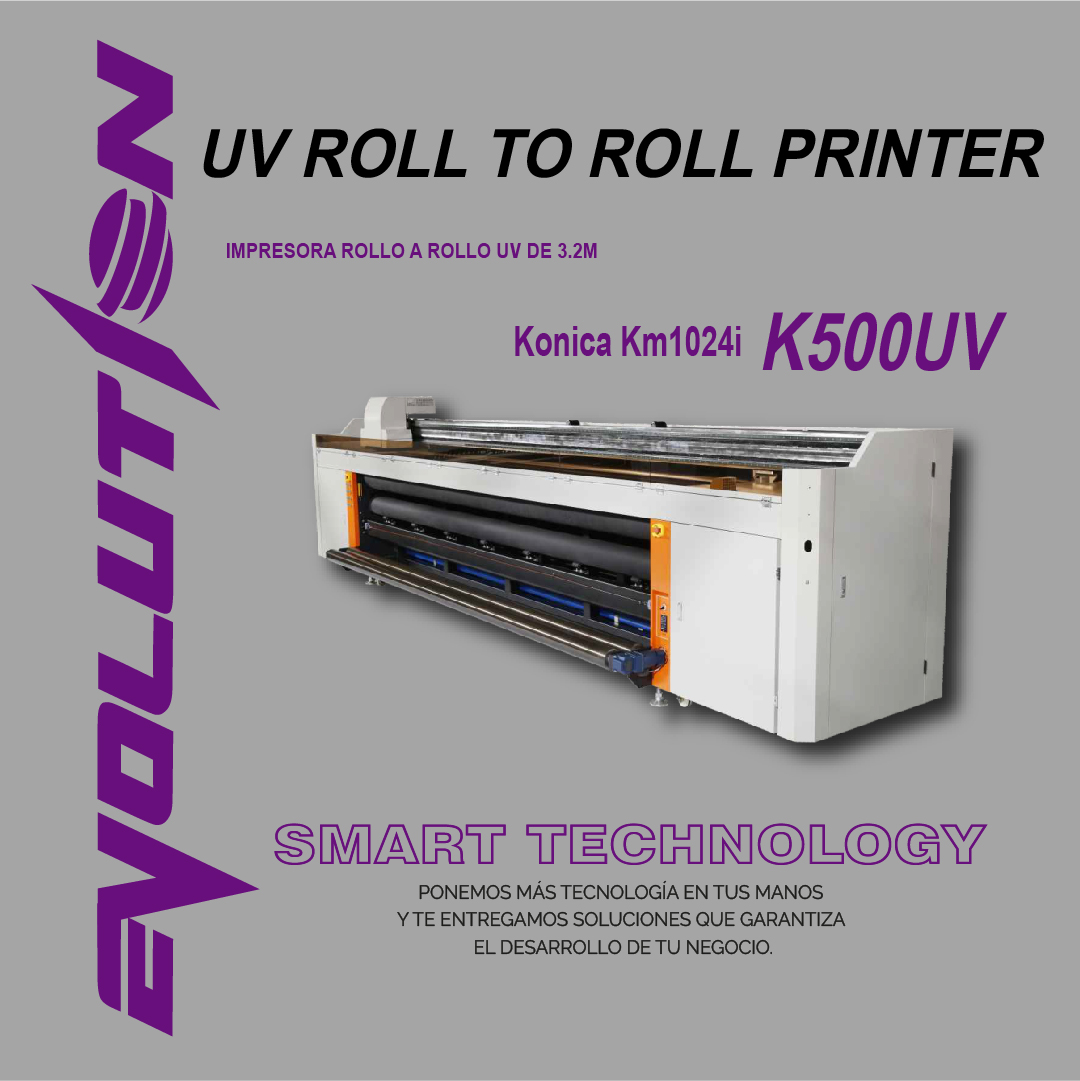 EVOLUTION
UV ROLL TO ROLL PRINTER
IMPRESORA ROLLO A ROLLO UV DE 3.2M
Konica Km1024i K500UV
SMART TECHNOLOGY
PONEMOS MÁS TECNOLOGÍA EN TUS MANOS
Y TE ENTREGAMOS SOLUCIONES QUE GARANTIZA
EL DESARROLLO DE TU NEGOCIO.